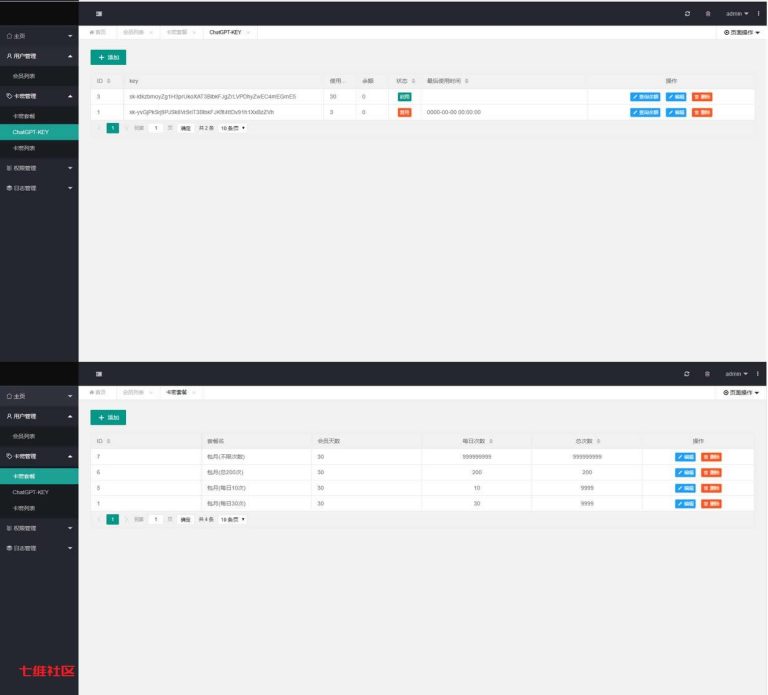 admin
主页
首页
会员列表
卡密套餐
ChatGPT-KEY
页面操作
用户管理
添加
会员列表
ID
key
使用...
余额
状态
最后使用时间
操作
卡密管理
3
30
0
启用
查询余额
编辑
删除
卡密套餐
1
3
0
禁用
0000-00-00 00:00:00
查询余额
编辑
删除
ChatGPT-KEY
1
到第
1
页
确定
共 2 条
10 条/页
卡密列表
权限管理
日志管理
admin
主页
首页
会员列表
卡密套餐
页面操作
用户管理
添加
会员列表
ID
套餐名
会员天数
每日次数
总次数
操作
卡密管理
7
包月(不限次数)
30
999999999
999999999
编辑
删除
卡密套餐
6
包月(总200次)
30
200
200
编辑
删除
ChatGPT-KEY
5
包月(每日10次)
30
10
9999
编辑
删除
卡密列表
1
包月(每日30次)
30
30
9999
编辑
删除
1
到第
1
页
确定
共 4 条
10 条/页
权限管理
日志管理
七维社区